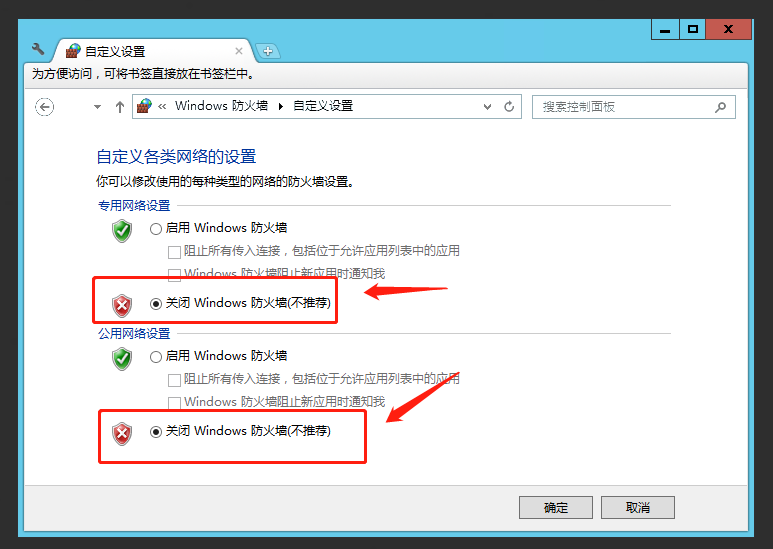 自定义设置
为方便访问，可将书签直接放在书签栏中。
« Windows 防火墙 ▸ 自定义设置
搜索控制面板
自定义各类网络的设置
你可以修改使用的每种类型的网络的防火墙设置。
专用网络设置
启用 Windows 防火墙
阻止所有传入连接，包括位于允许应用列表中的应用
Windows 防火墙阻止新应用时通知我
关闭 Windows 防火墙(不推荐)
公用网络设置
启用 Windows 防火墙
阻止所有传入连接，包括位于允许应用列表中的应用
Windows 防火墙阻止新应用时通知我
关闭 Windows 防火墙(不推荐)
确定
取消